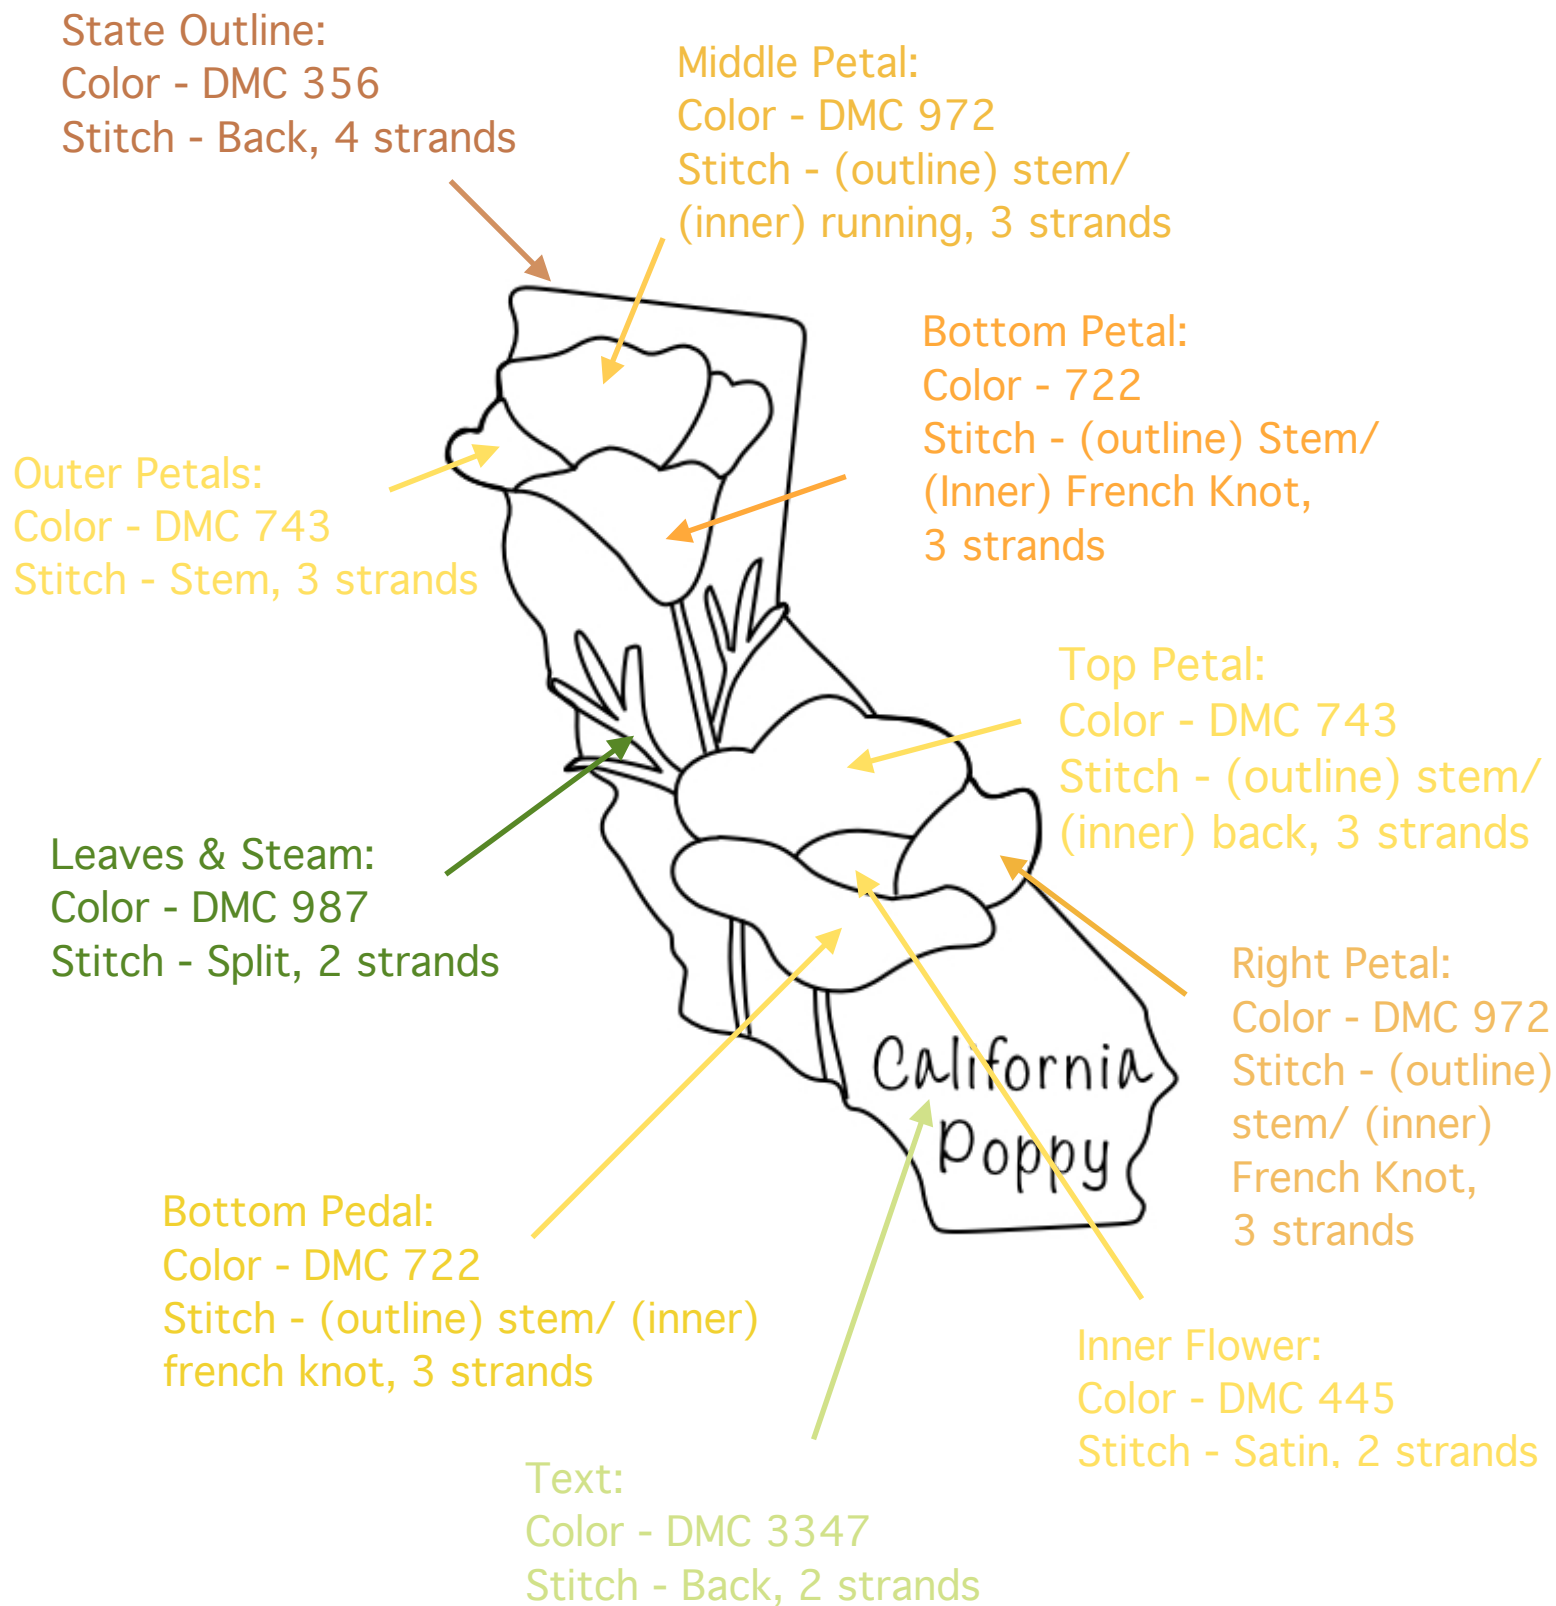 State Outline:
Color - DMC 356
Stitch - Back, 4 strands
Middle Petal:
Color - DMC 972
Stitch - (outline) stem/
(inner) running, 3 strands
Bottom Petal:
Color - 722
Stitch - (outline) Stem/
(Inner) French Knot,
3 strands
Outer Petals:
Color - DMC 743
Stitch - Stem, 3 strands
Top Petal:
Color - DMC 743
Stitch - (outline) stem/
(inner) back, 3 strands
Leaves & Steam:
Color - DMC 987
Stitch - Split, 2 strands
Right Petal:
Color - DMC 972
Stitch - (outline)
stem/ (inner)
French Knot,
3 strands
California
Poppy
Bottom Pedal:
Color - DMC 722
Stitch - (outline) stem/ (inner)
french knot, 3 strands
Inner Flower:
Color - DMC 445
Stitch - Satin, 2 strands
Text:
Color - DMC 3347
Stitch - Back, 2 strands